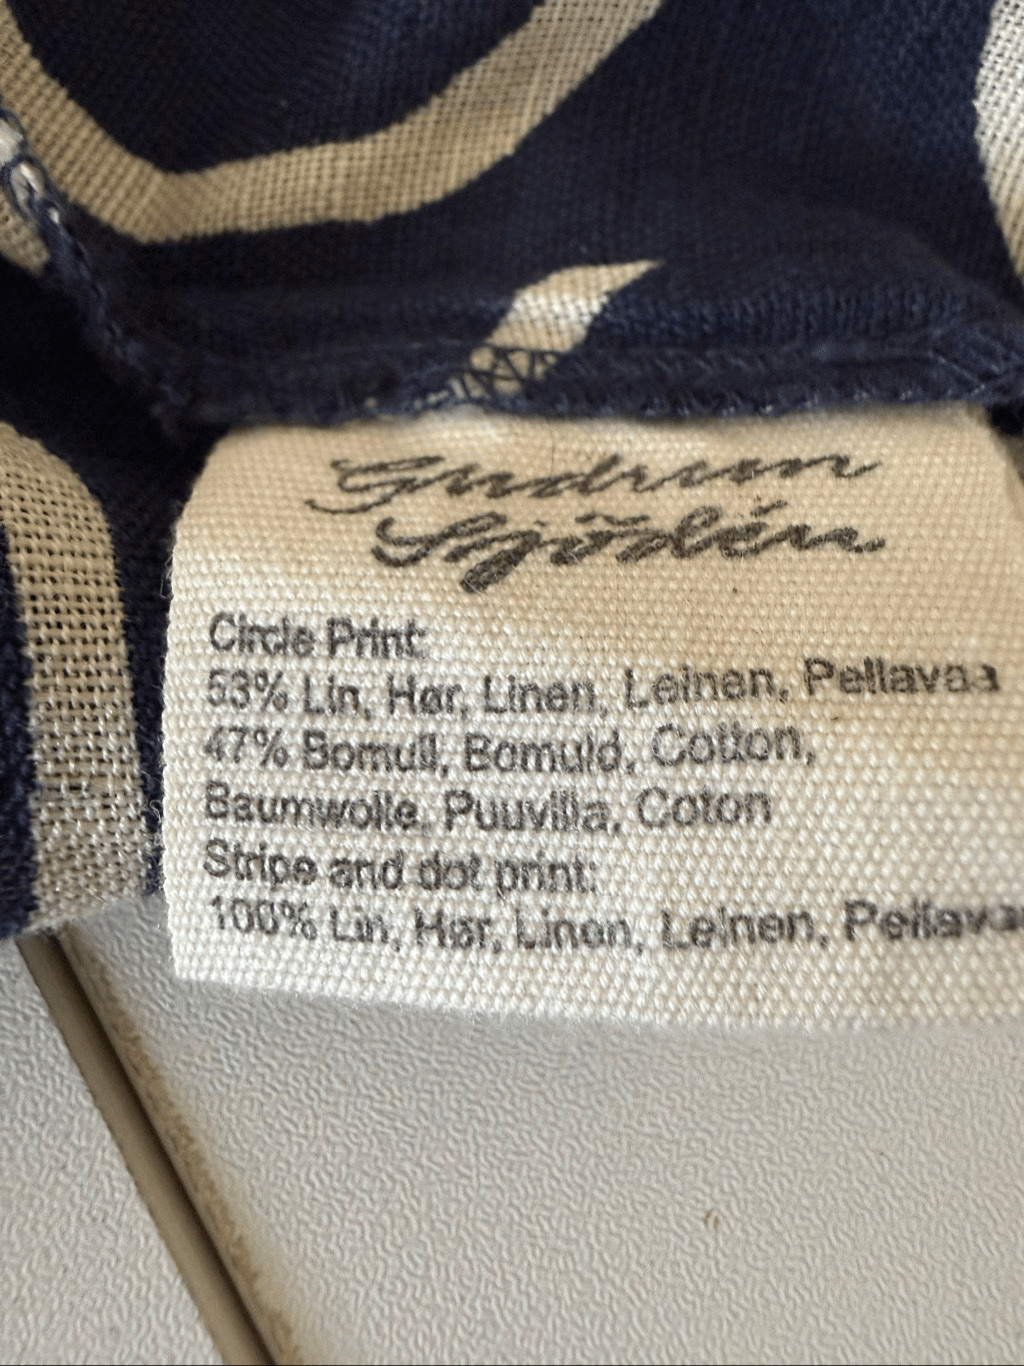 Gudrun
Sjödén
Circle Print:
53% Lin, Hør, Linen, Leinen, Pellavaa
47% Bomull, Bomuld, Cotton,
Baumwolle, Puuvilla, Coton
Stripe and dot print:
100% Lin, Hør, Linen, Leinen, Pellavaa